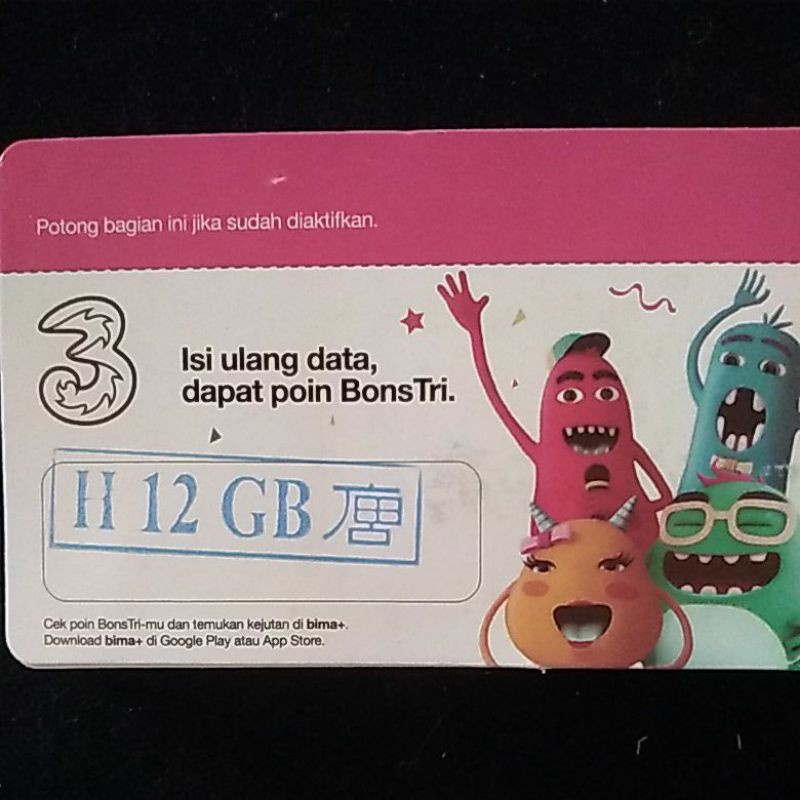 Potong bagian ini jika sudah diaktifkan.
3
Isi ulang data,
dapat poin BonsTri.
H 12 GB 唐
Cek poin BonsTri-mu dan temukan kejutan di bima+.
Download bima+ di Google Play atau App Store.